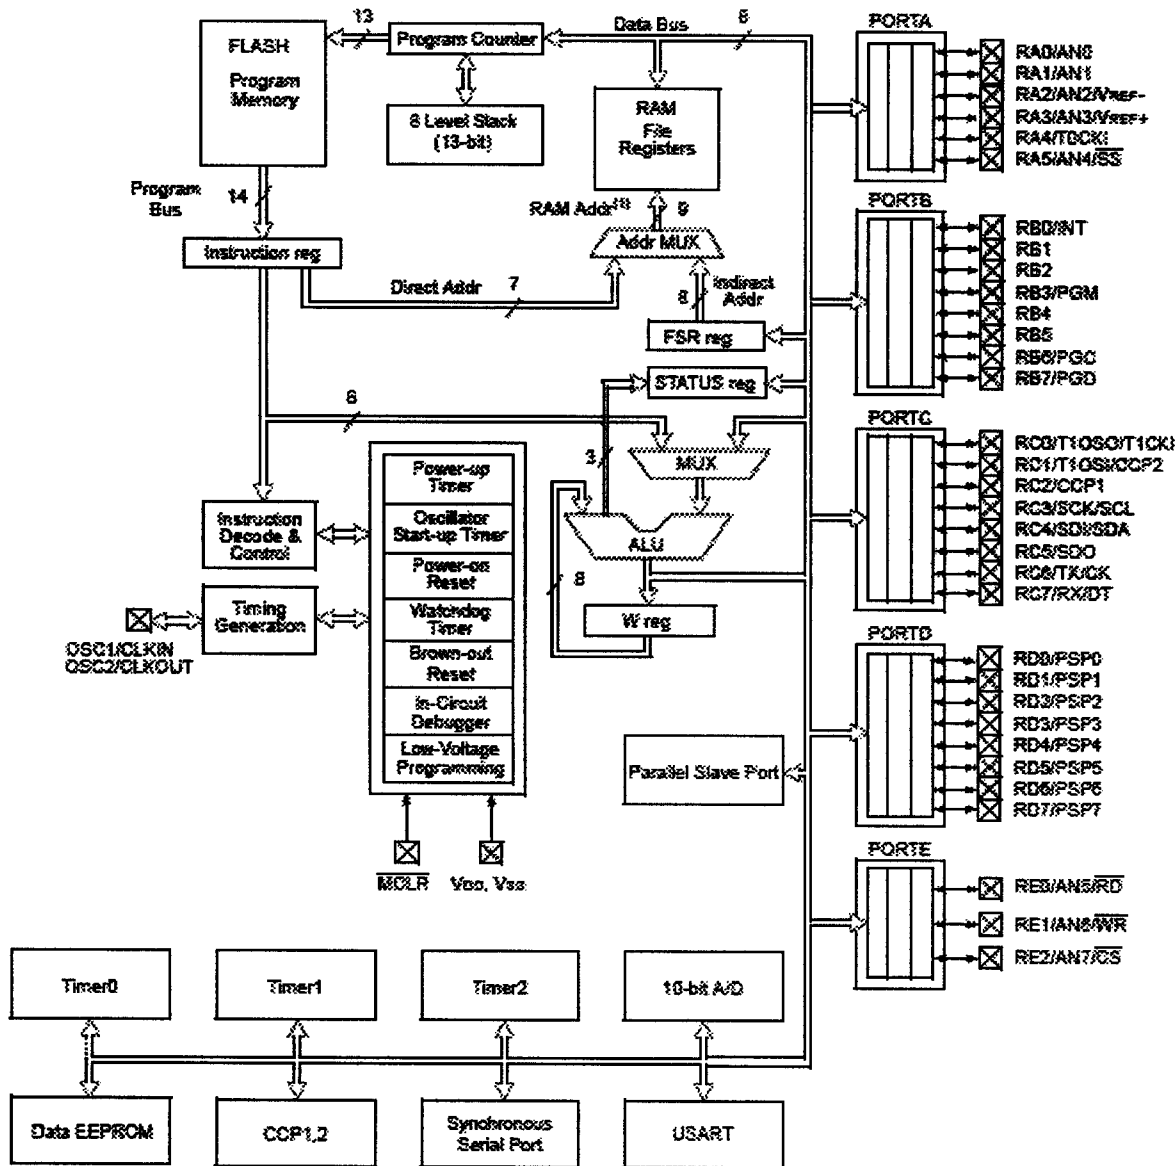 13
Data Bus
8
PORTA
FLASH
Program
Memory
Program Counter
8 Level Stack
(13-bit)
RAM
File
Registers
RA0/AN0
RA1/AN1
RA2/AN2/VREF-
RA3/AN3/VREF+
RA4/T0CKI
RA5/AN4/SS
Program
Bus
14
RAM Addr(1)
9
PORTB
Instruction reg
Addr MUX
Direct Addr
7
8
Indirect
Addr
FSR reg
STATUS reg
RB0/INT
RB1
RB2
RB3/PGM
RB4
RB5
RB6/PGC
RB7/PGD
8
3
MUX
PORTC
Power-up
Timer
Oscillator
Start-up Timer
Power-on
Reset
Watchdog
Timer
Brown-out
Reset
In-Circuit
Debugger
Low-Voltage
Programming
Instruction
Decode &
Control
Timing
Generation
OSC1/CLKIN
OSC2/CLKOUT
ALU
8
W reg
RC0/T1OSO/T1CKI
RC1/T1OSI/CCP2
RC2/CCP1
RC3/SCK/SCL
RC4/SDI/SDA
RC5/SDO
RC6/TX/CK
RC7/RX/DT
PORTD
RD0/PSP0
RD1/PSP1
RD2/PSP2
RD3/PSP3
RD4/PSP4
RD5/PSP5
RD6/PSP6
RD7/PSP7
Parallel Slave Port
MCLR
VDD, VSS
PORTE
RE0/AN5/RD
RE1/AN6/WR
RE2/AN7/CS
Timer0
Timer1
Timer2
10-bit A/D
Data EEPROM
CCP1,2
Synchronous
Serial Port
USART